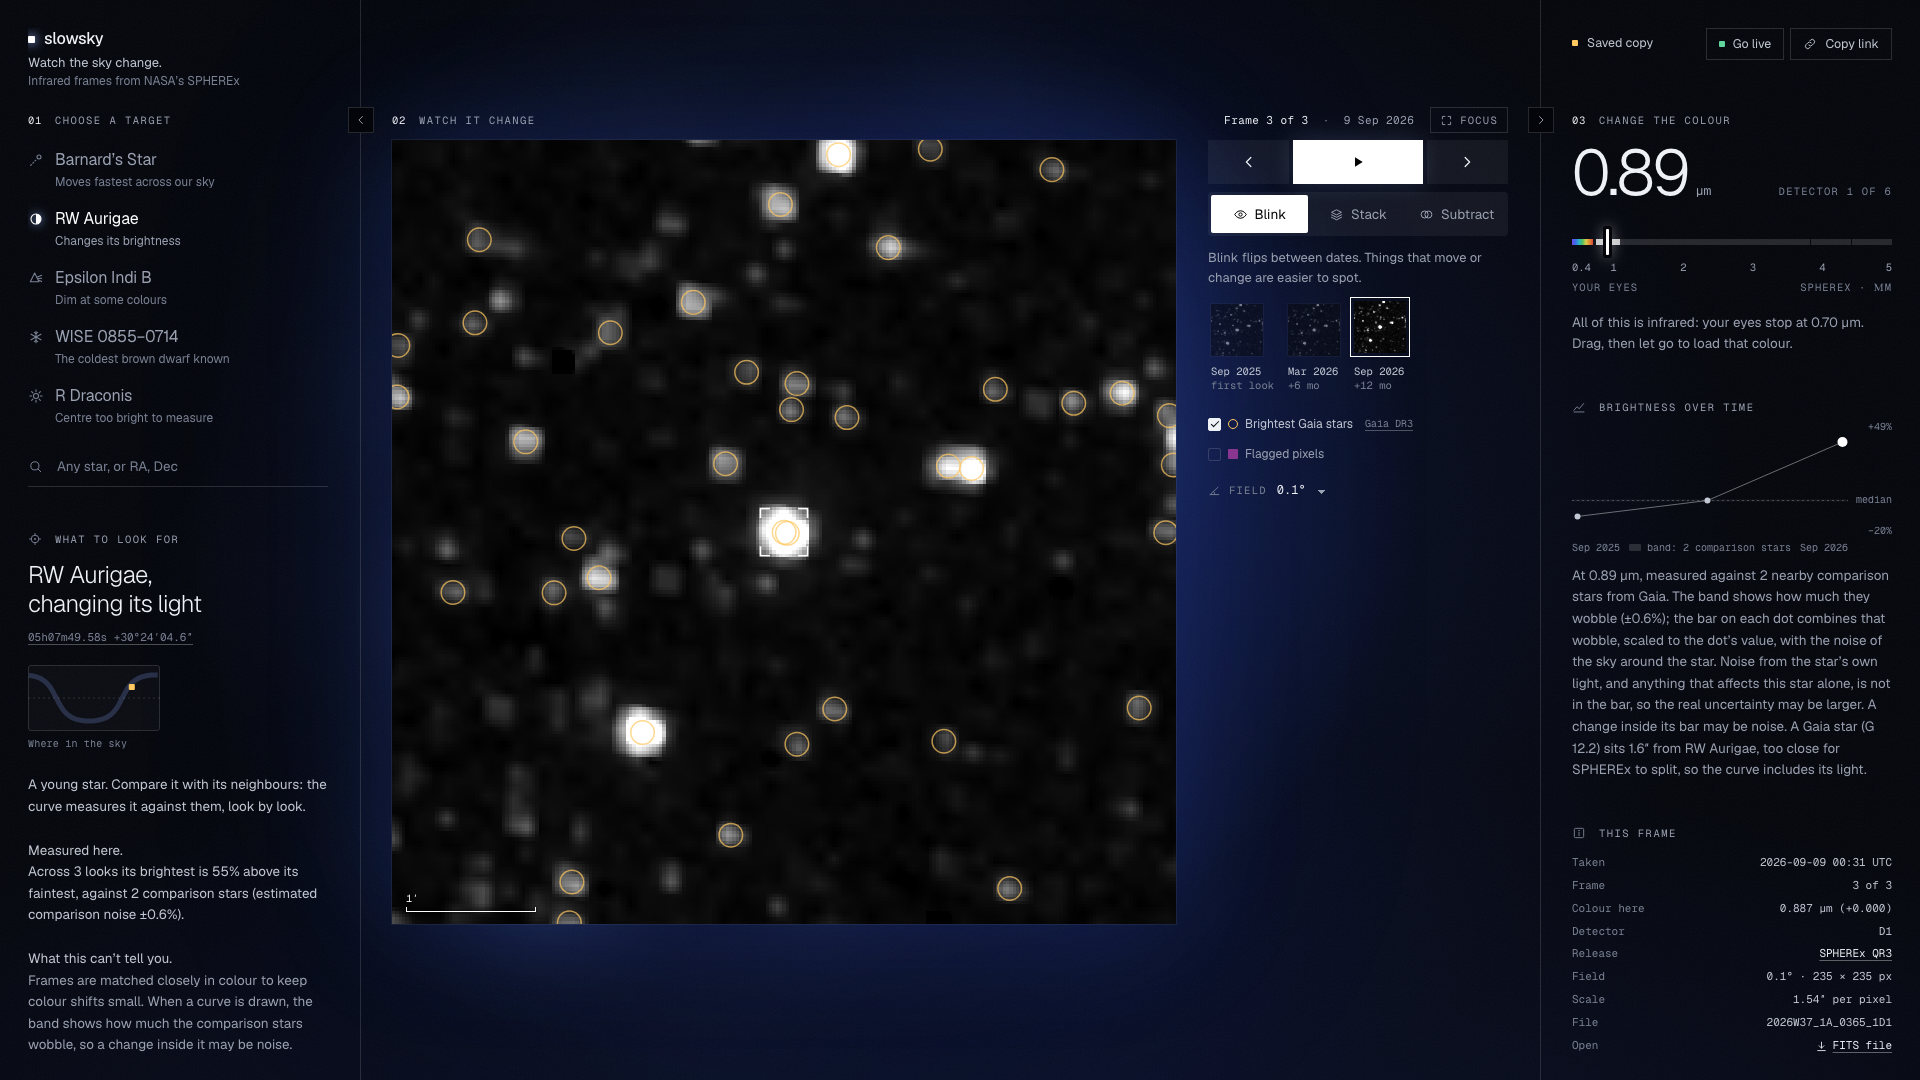 slowsky
Watch the sky change.
Infrared frames from NASA's SPHEREx
01 CHOOSE A TARGET
Barnard's Star
Moves fastest across our sky
RW Aurigae
Changes its brightness
Epsilon Indi B
Dim at some colours
WISE 0855−0714
The coldest brown dwarf known
R Draconis
Centre too bright to measure
Any star, or RA, Dec
WHAT TO LOOK FOR
RW Aurigae,
changing its light
05h07m49.58s +30°24′04.6″
Where in the sky
A young star. Compare it with its neighbours: the
curve measures it against them, look by look.
Measured here.
Across 3 looks its brightest is 55% above its
faintest, against 2 comparison stars (estimated
comparison noise ±0.6%).
What this can't tell you.
Frames are matched closely in colour to keep
colour shifts small. When a curve is drawn, the
band shows how much the comparison stars
wobble, so a change inside it may be noise.
02 WATCH IT CHANGE
Frame 3 of 3 · 9 Sep 2026
FOCUS
1′
Blink
Stack
Subtract
Blink flips between dates. Things that move or
change are easier to spot.
Sep 2025
first look
Mar 2026
+6 mo
Sep 2026
+12 mo
Brightest Gaia stars Gaia DR3
Flagged pixels
FIELD 0.1°
Saved copy
Go live
Copy link
03 CHANGE THE COLOUR
0.89 µm
DETECTOR 1 OF 6
0.4 1 2 3 4 5
YOUR EYES
SPHEREX · MM
All of this is infrared: your eyes stop at 0.70 µm.
Drag, then let go to load that colour.
BRIGHTNESS OVER TIME
+49%
median
−20%
Sep 2025 band: 2 comparison stars Sep 2026
At 0.89 µm, measured against 2 nearby comparison
stars from Gaia. The band shows how much they
wobble (±0.6%); the bar on each dot combines that
wobble, scaled to the dot's value, with the noise of
the sky around the star. Noise from the star's own
light, and anything that affects this star alone, is not
in the bar, so the real uncertainty may be larger. A
change inside its bar may be noise. A Gaia star (G
12.2) sits 1.6″ from RW Aurigae, too close for
SPHEREx to split, so the curve includes its light.
THIS FRAME
Taken 2026-09-09 00:31 UTC
Frame 3 of 3
Colour here 0.887 µm (+0.000)
Detector D1
Release SPHEREx QR3
Field 0.1° · 235 × 235 px
Scale 1.54″ per pixel
File 2026W37_1A_0365_1D1
Open FITS file